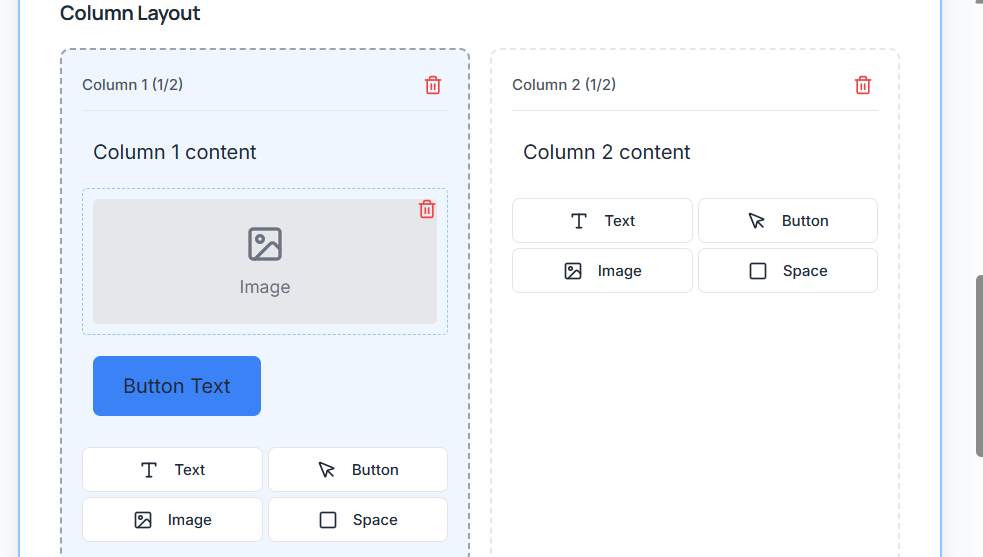 Column Layout
Column 1 (1/2)
Column 1 content
Image
Button Text
Text
Button
Image
Space
Column 2 (1/2)
Column 2 content
Text
Button
Image
Space